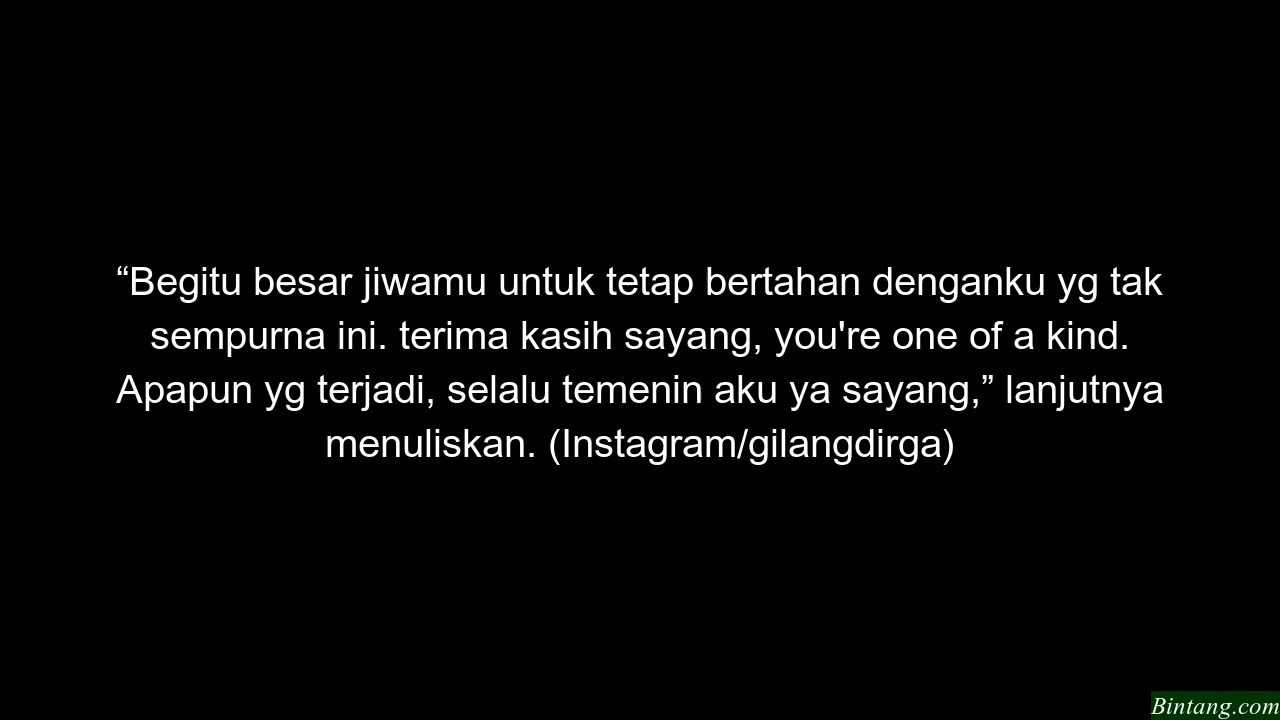 “Begitu besar jiwamu untuk tetap bertahan denganku yg tak
sempurna ini. terima kasih sayang, you're one of a kind.
Apapun yg terjadi, selalu temenin aku ya sayang,” lanjutnya
menuliskan. (Instagram/gilangdirga)
Bintang.com